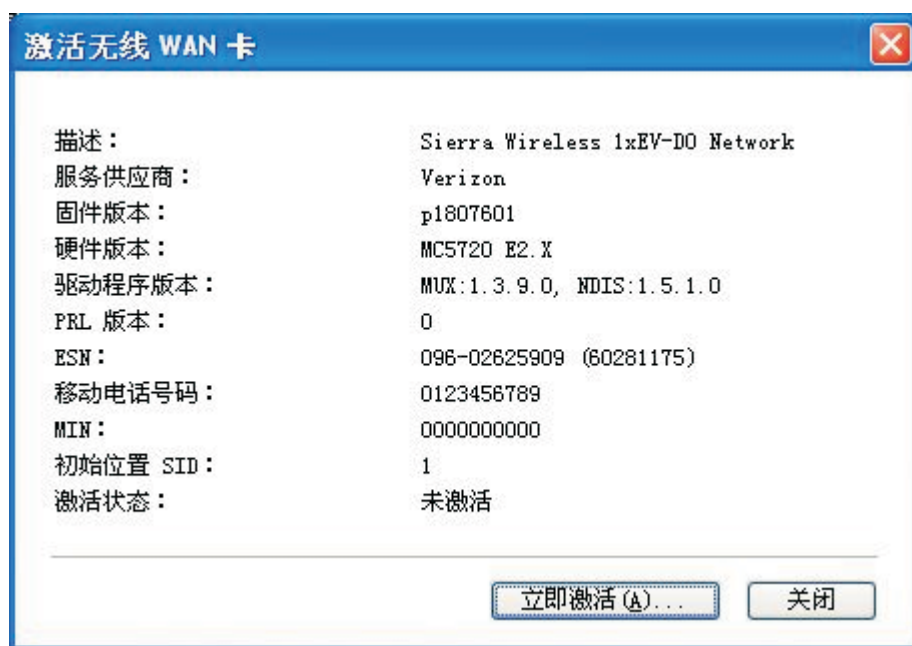 激活无线 WAN 卡
描述： Sierra Wireless 1xEV-DO Network
服务供应商： Verizon
固件版本： p1807601
硬件版本： MC5720 E2.X
驱动程序版本： MUX:1.3.9.0, NDIS:1.5.1.0
PRL 版本： 0
ESN： 096-02625909 (60281175)
移动电话号码： 0123456789
MIN： 0000000000
初始位置 SID： 1
激活状态： 未激活
立即激活(A)... 关闭